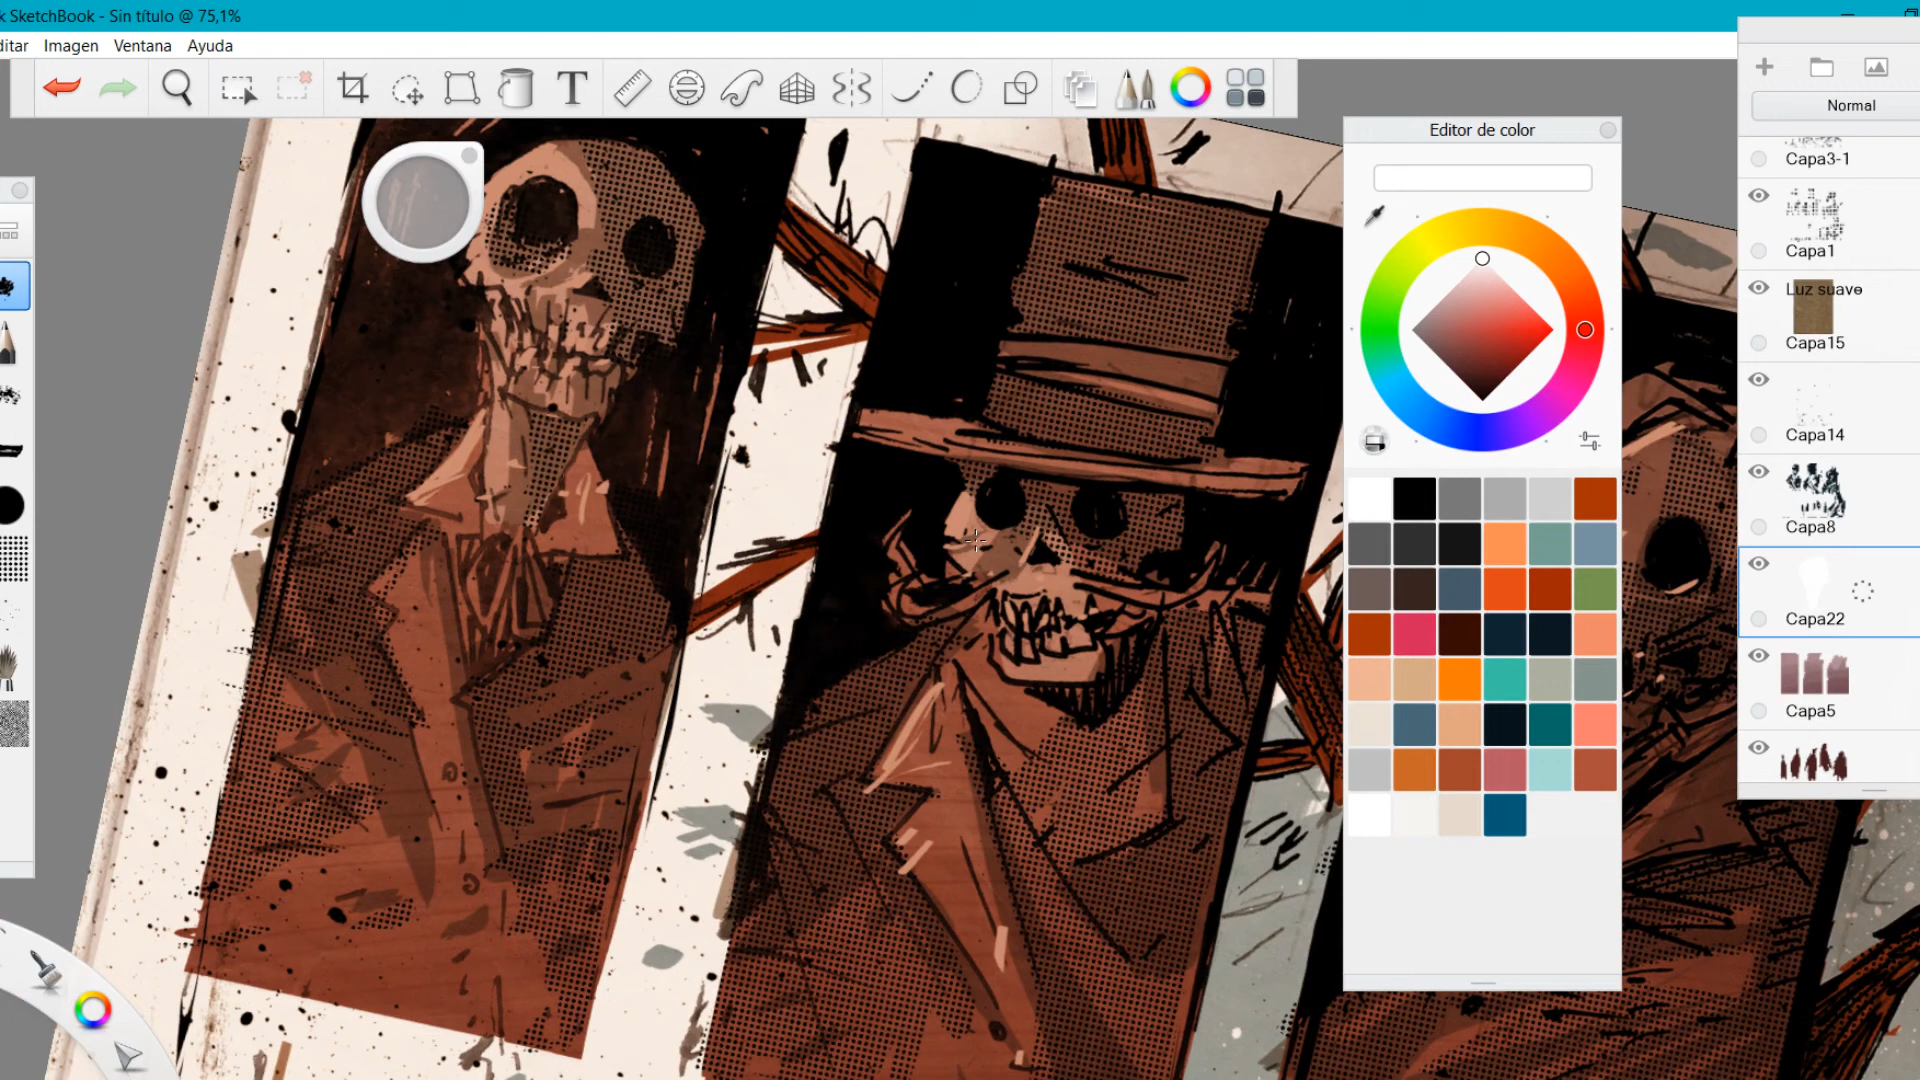 k SketchBook - Sin título @ 75,1%
ditar Imagen Ventana Ayuda
T
Editor de color
Normal
Capa3-1
Capa1
Luz suave
Capa15
Capa14
Capa8
Capa22
Capa5